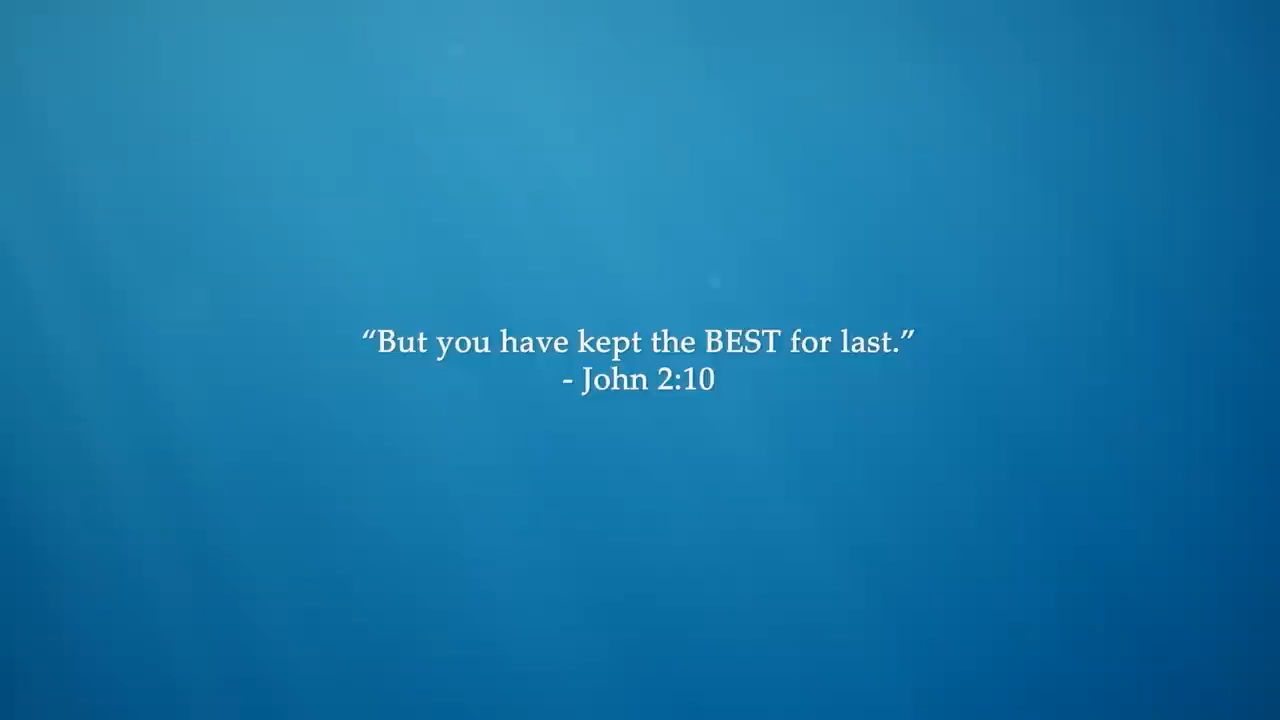 “But you have kept the BEST for last.”
- John 2:10